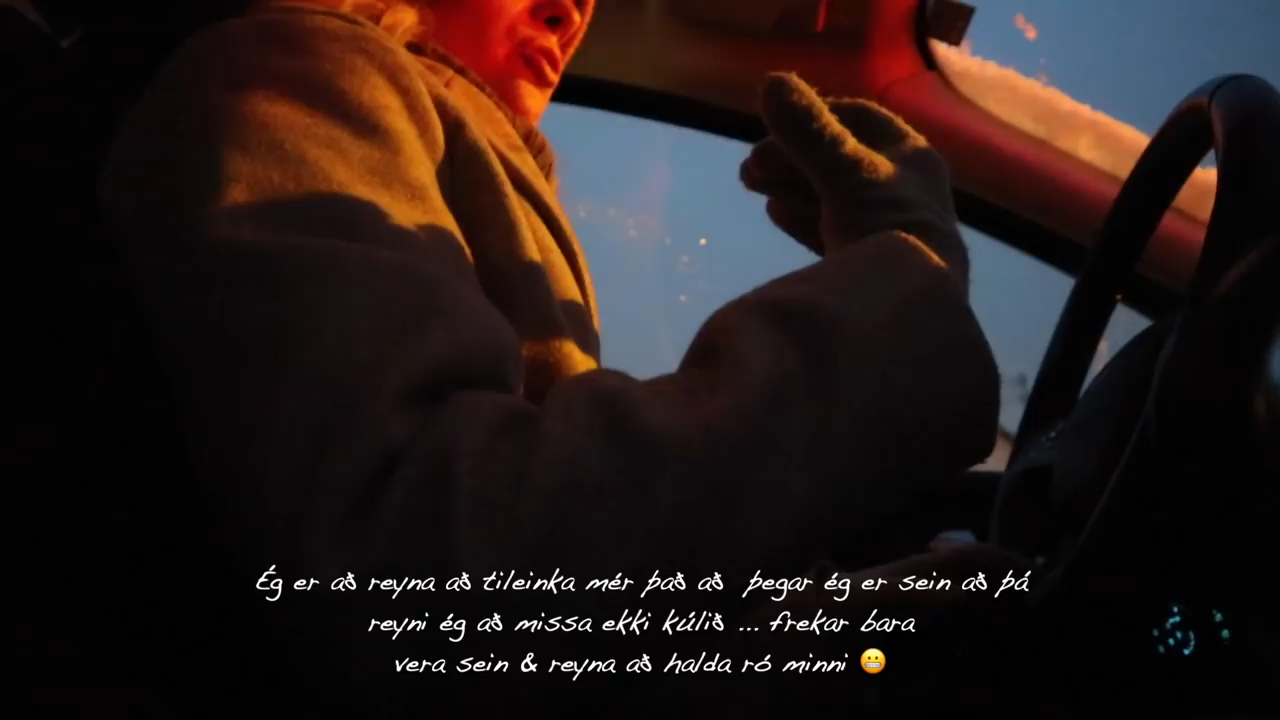 Ég er að reyna að tileinka mér það að þegar ég er sein að þá
reyni ég að missa ekki kúlið ... frekar bara
vera sein & reyna að halda ró minni 😬